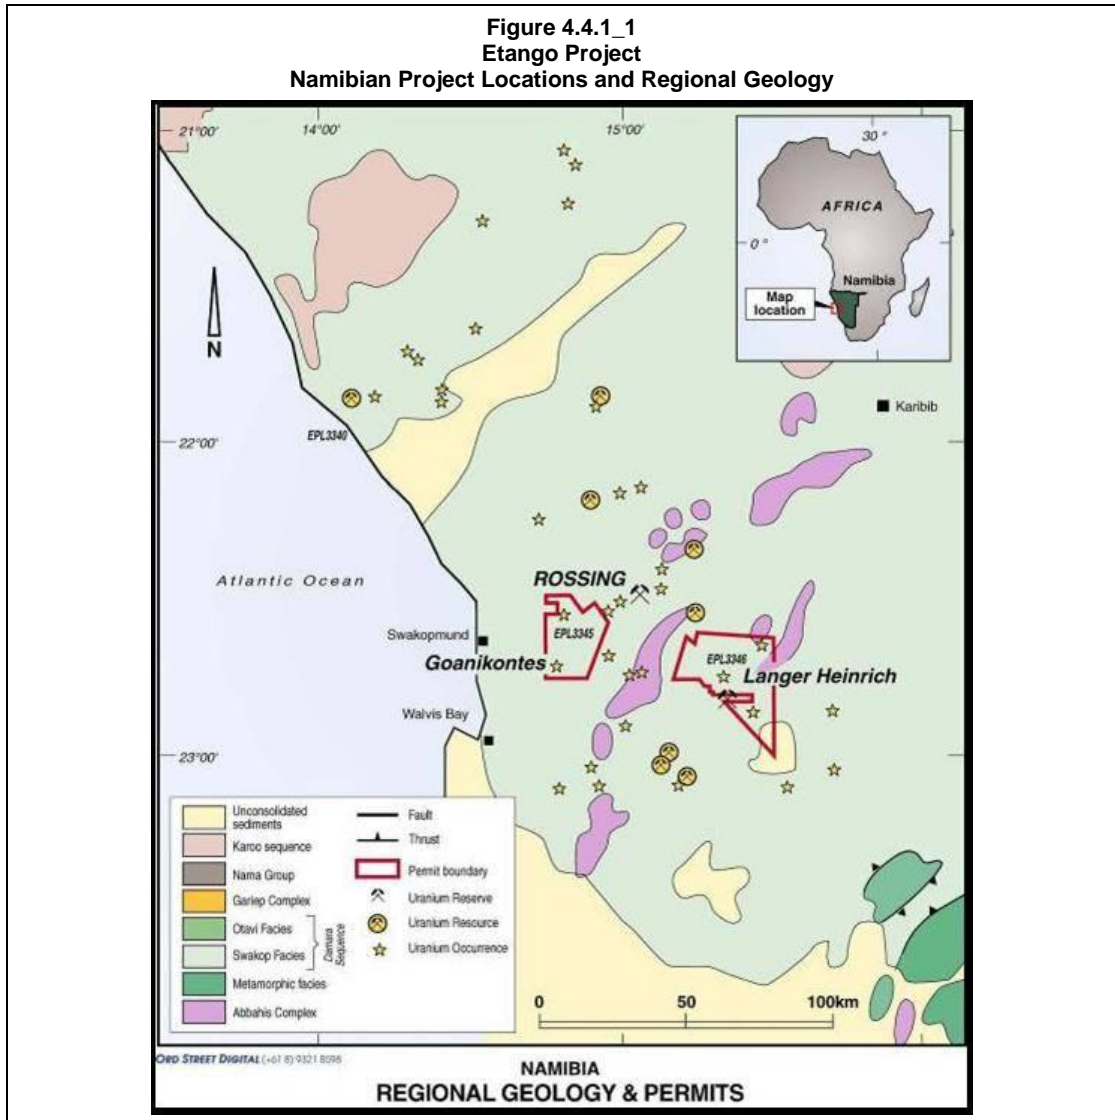 Figure 4.4.1_1
Etango Project
Namibian Project Locations and Regional Geology
21°00'
14°00'
15°00'
30°
AFRICA
0°
Namibia
Map
location
N
Karibib
EPL3340
22°00'
Atlantic Ocean
ROSSING
Swakopmund
EPL3345
Goanikontes
EPL3346
Langer Heinrich
Walvis Bay
23°00'
Unconsolidated
sediments
Karoo sequence
Nama Group
Gariep Complex
Otavi Facies
Swakop Facies
Damara
Sequence
Metamorphic facies
Abbahis Complex
Fault
Thrust
Permit boundary
Uranium Reserve
Uranium Resource
Uranium Occurrence
0 50 100km
ORD STREET DIGITAL (+61 8) 9321 8598
NAMIBIA
REGIONAL GEOLOGY & PERMITS